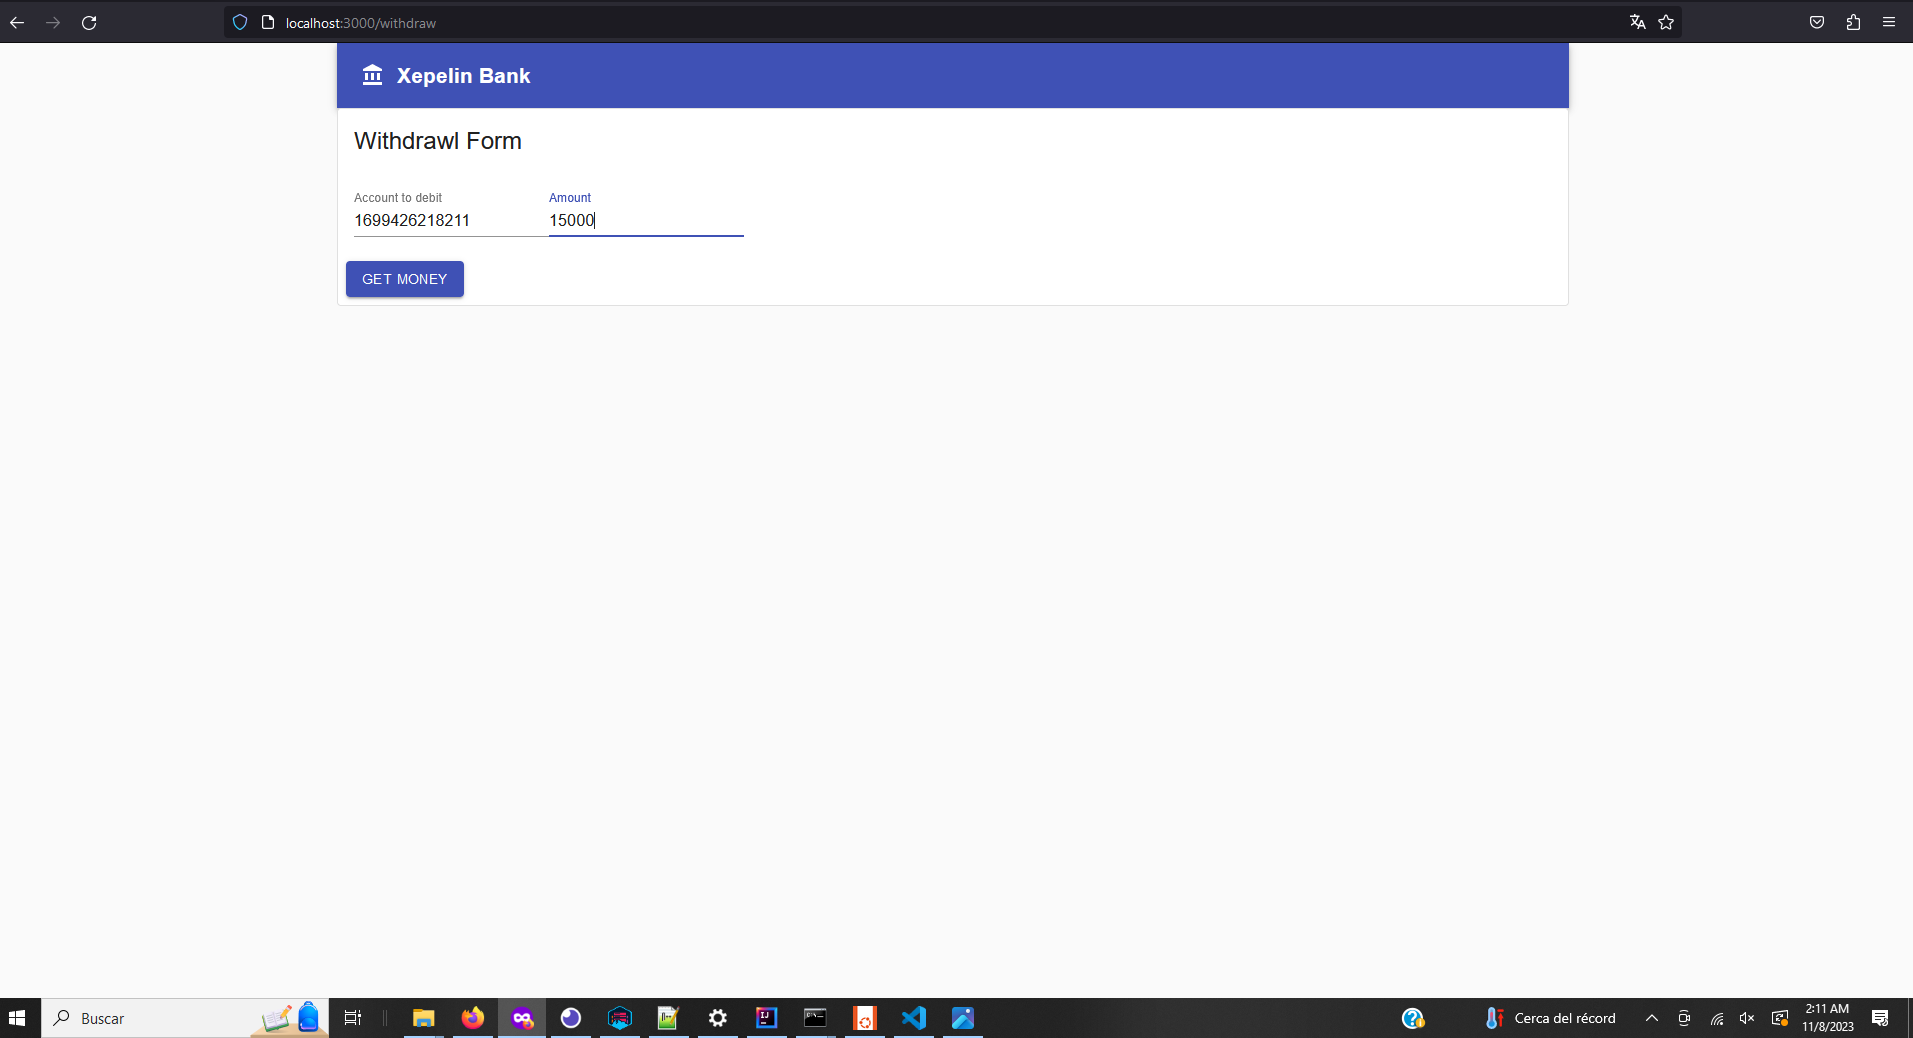 localhost:3000/withdraw
Xepelin Bank
Withdrawl Form
Account to debit
Amount
1699426218211
15000
GET MONEY
Buscar
Cerca del récord
2:11 AM
11/8/2023